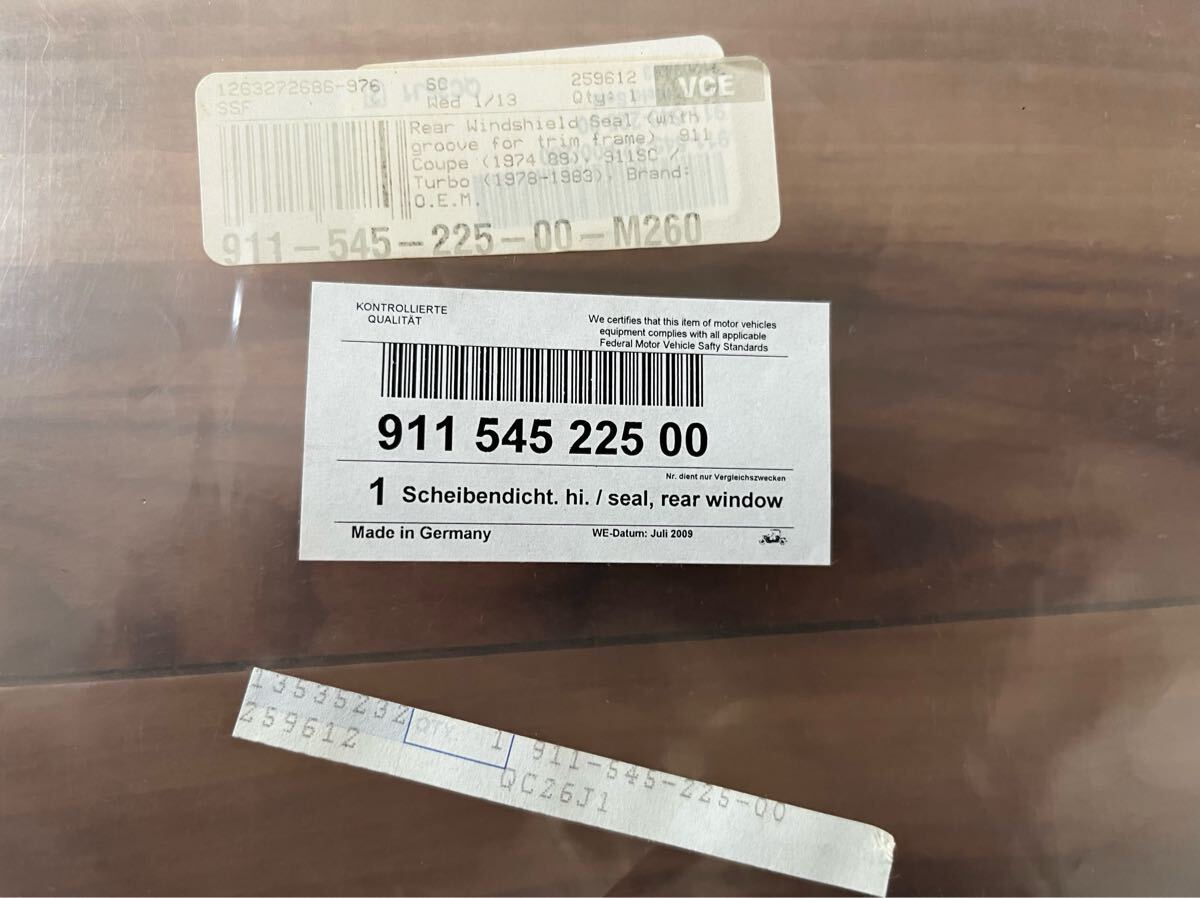 1263272686-976 SC 259612 VCE
SSF Wed 1/13 Qty: 1
Rear Windshield Seal (with
groove for trim frame) 911
Coupe (1974 89), 911SC /
Turbo (1978-1983), Brand:
O.E.M.
911-545-225-00-M260
KONTROLLIERTE
QUALITÄT
We certifies that this item of motor vehicles
equipment complies with all applicable
Federal Motor Vehicle Safty Standards
911 545 225 00
Nr. dient nur Vergleichszwecken
1 Scheibendicht. hi. / seal, rear window
Made in Germany WE-Datum: Juli 2009
13535232 QTY. 1 911-545-225-00
259612 QC26J1